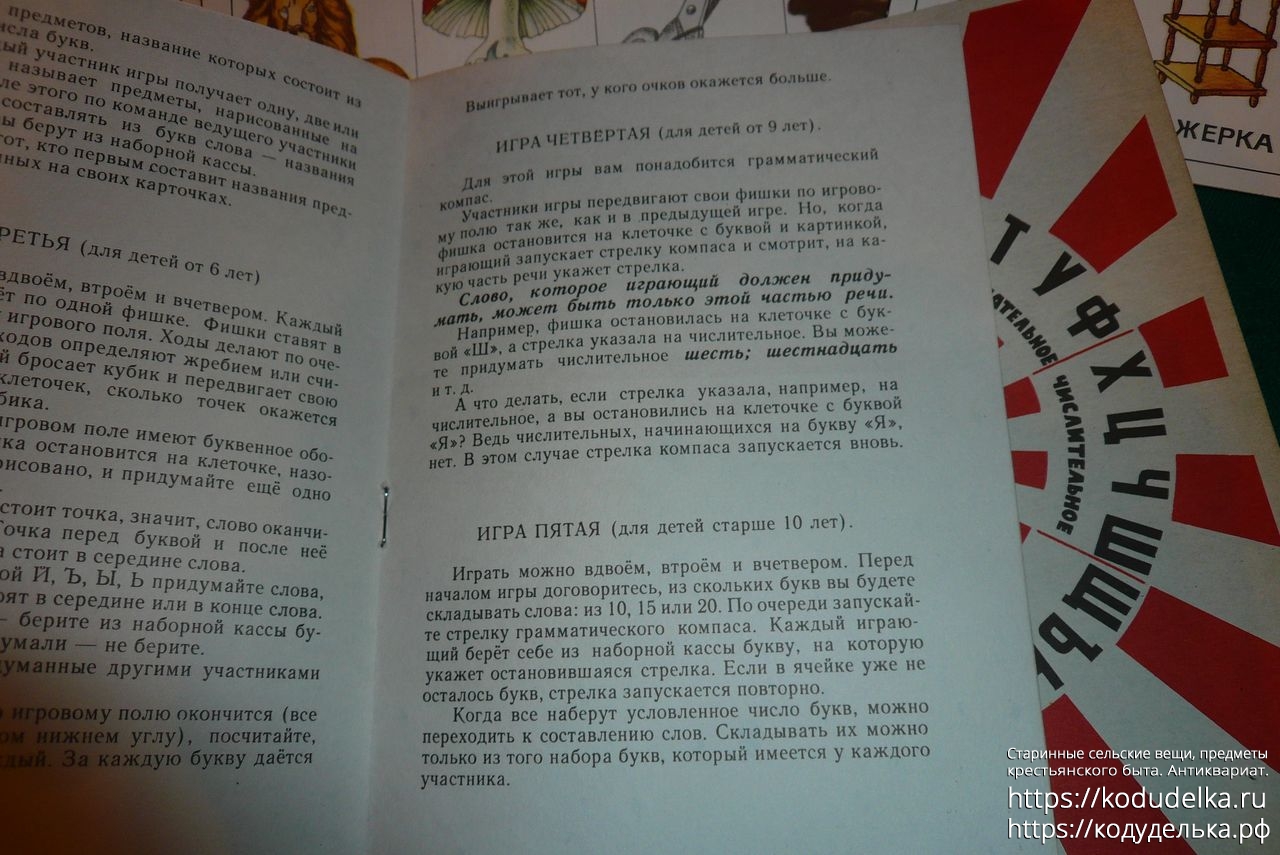 предметов, название которых состоит из
числа букв.
участник игры получает одну, две или
называет предметы, нарисованные на
этого по команде ведущего участники
составлять из букв слова — названия
берут из наборной кассы.
тот, кто первым составит названия пред-
на своих карточках.
(для детей от 6 лет)
вдвоём, втроём и вчетвером. Каждый
по одной фишке. Фишки ставят в
игрового поля. Ходы делают по оче-
ходов определяют жребием или счи-
бросает кубик и передвигает свою
клеточек, сколько точек окажется
игровом поле имеют буквенное обо-
остановится на клеточке, назо-
и придумайте ещё одно
стоит точка, значит, слово оканчи-
Точка перед буквой и после неё
стоит в середине слова.
Й, Ъ, Ы, Ь придумайте слова,
в середине или в конце слова.
— берите из наборной кассы бу-
— не берите.
другими участниками
игровому полю окончится (все
нижнем углу), посчитайте,
За каждую букву даётся
Выигрывает тот, у кого очков окажется больше.
ИГРА ЧЕТВЕРТАЯ (для детей от 9 лет).
Для этой игры вам понадобится грамматический
компас.
Участники игры передвигают свои фишки по игрово-
му полю так же, как и в предыдущей игре. Но, когда
фишка остановится на клеточке с буквой и картинкой,
играющий запускает стрелку компаса и смотрит, на ка-
кую часть речи укажет стрелка.
Слово, которое играющий должен приду-
мать, может быть только этой частью речи.
Например, фишка остановилась на клеточке с бук-
вой «Ш», а стрелка указала на числительное. Вы може-
те придумать числительное шесть; шестнадцать
и т. д.
А что делать, если стрелка указала, например, на
числительное, а вы остановились на клеточке с буквой
«Я»? Ведь числительных, начинающихся на букву «Я»,
нет. В этом случае стрелка компаса запускается вновь.
ИГРА ПЯТАЯ (для детей старше 10 лет).
Играть можно вдвоём, втроём и вчетвером. Перед
началом игры договоритесь, из скольких букв вы будете
складывать слова: из 10, 15 или 20. По очереди запускай-
те стрелку грамматического компаса. Каждый играю-
щий берёт себе из наборной кассы букву, на которую
укажет остановившаяся стрелка. Если в ячейке уже не
осталось букв, стрелка запускается повторно.
Когда все наберут условленное число букв, можно
переходить к составлению слов. Складывать их можно
только из того набора букв, который имеется у каждого
участника.
ЖЕРКА
Т У Ф Х Ц Ч Ш Щ
ЧИСЛИТЕЛЬНОЕ
Старинные сельские вещи, предметы
крестьянского быта. Антиквариат.
https://kodudelka.ru
https://кодуделька.рф